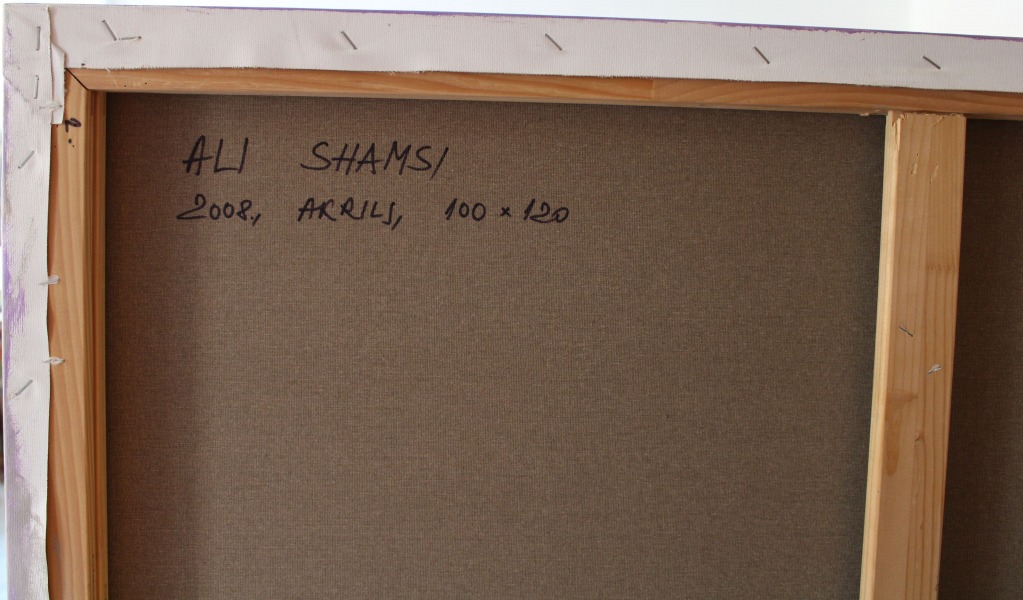 ALI SHAMSI
2008., AKRILS, 100 × 120